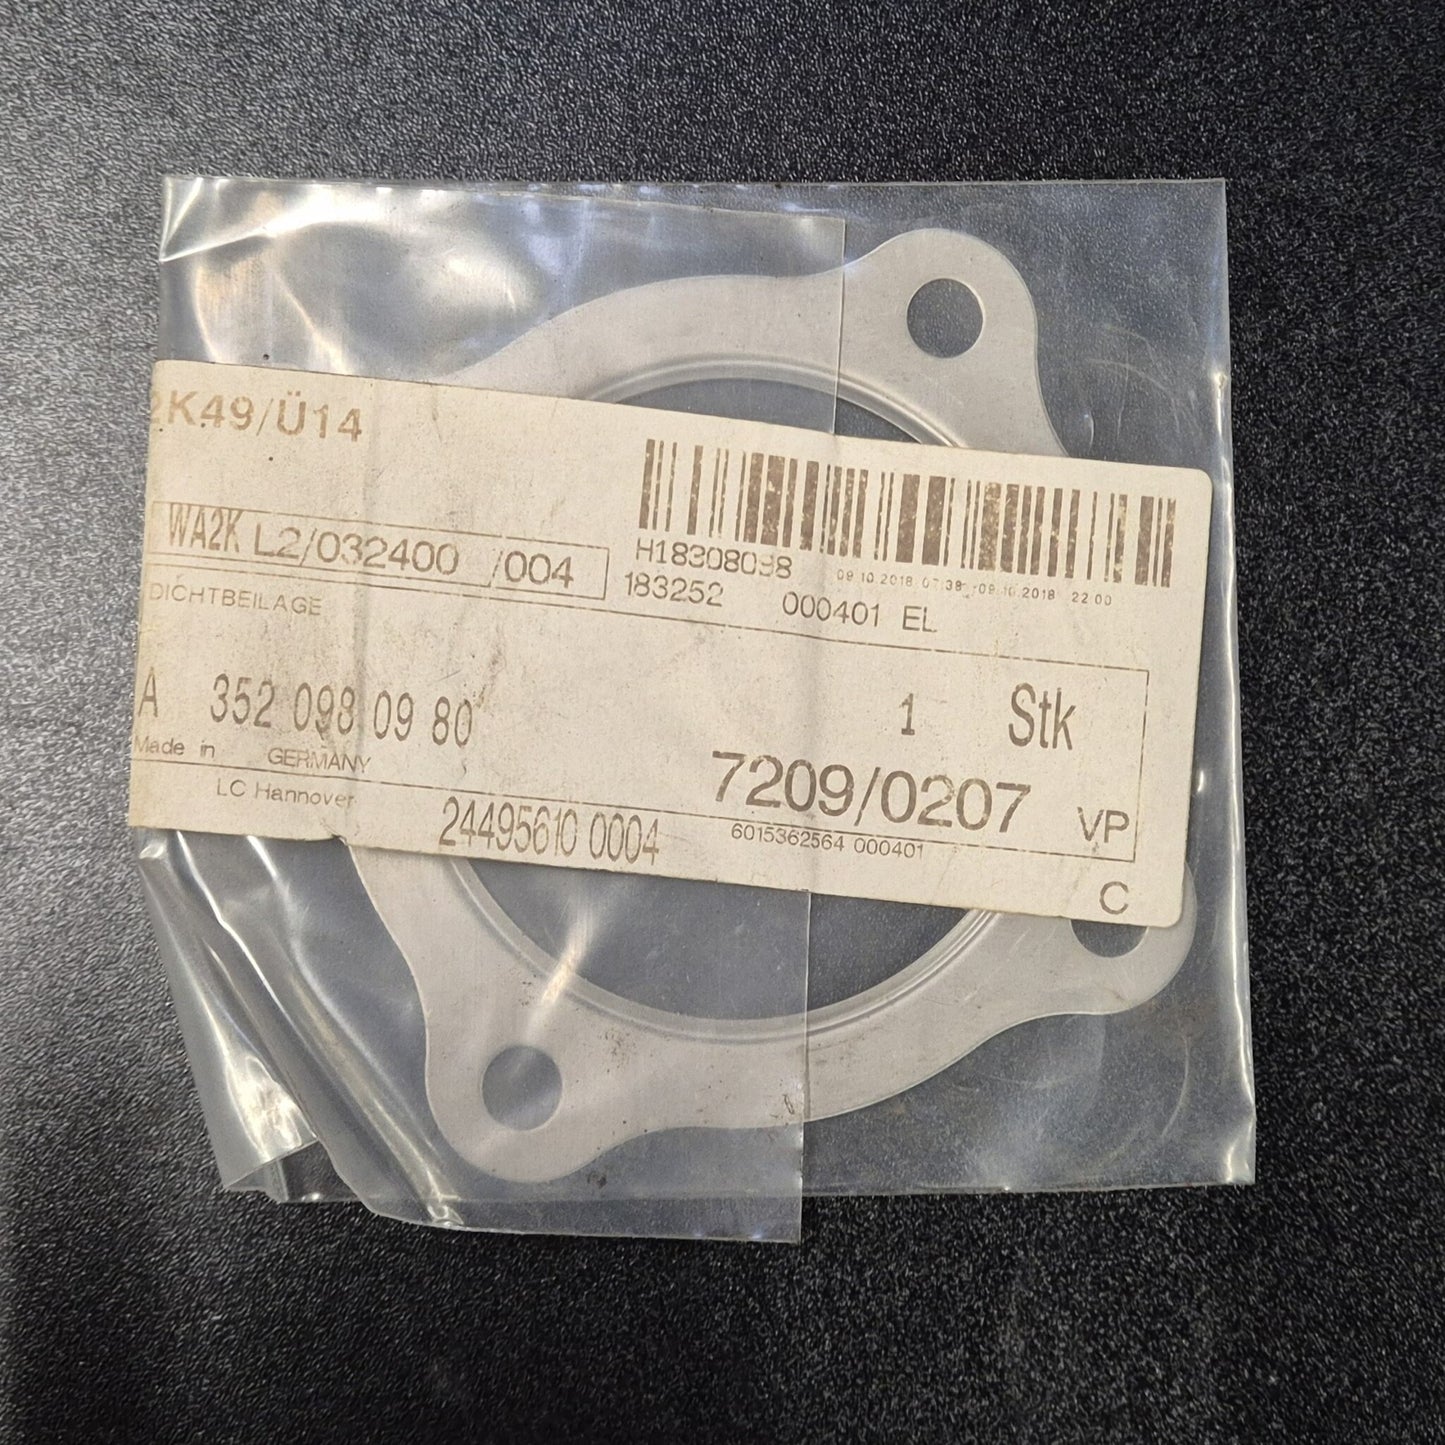 2K49/Ü14
WA2K L2/032400 /004
H18308098
09.10.2018 07:38 -09.10.2018 22:00
183252 000401 EL
DICHTBEILAGE
A 352 098 09 80 1 Stk
Made in GERMANY
7209/0207 VP
LC Hannover
24495610 0004 6015362564 000401
C